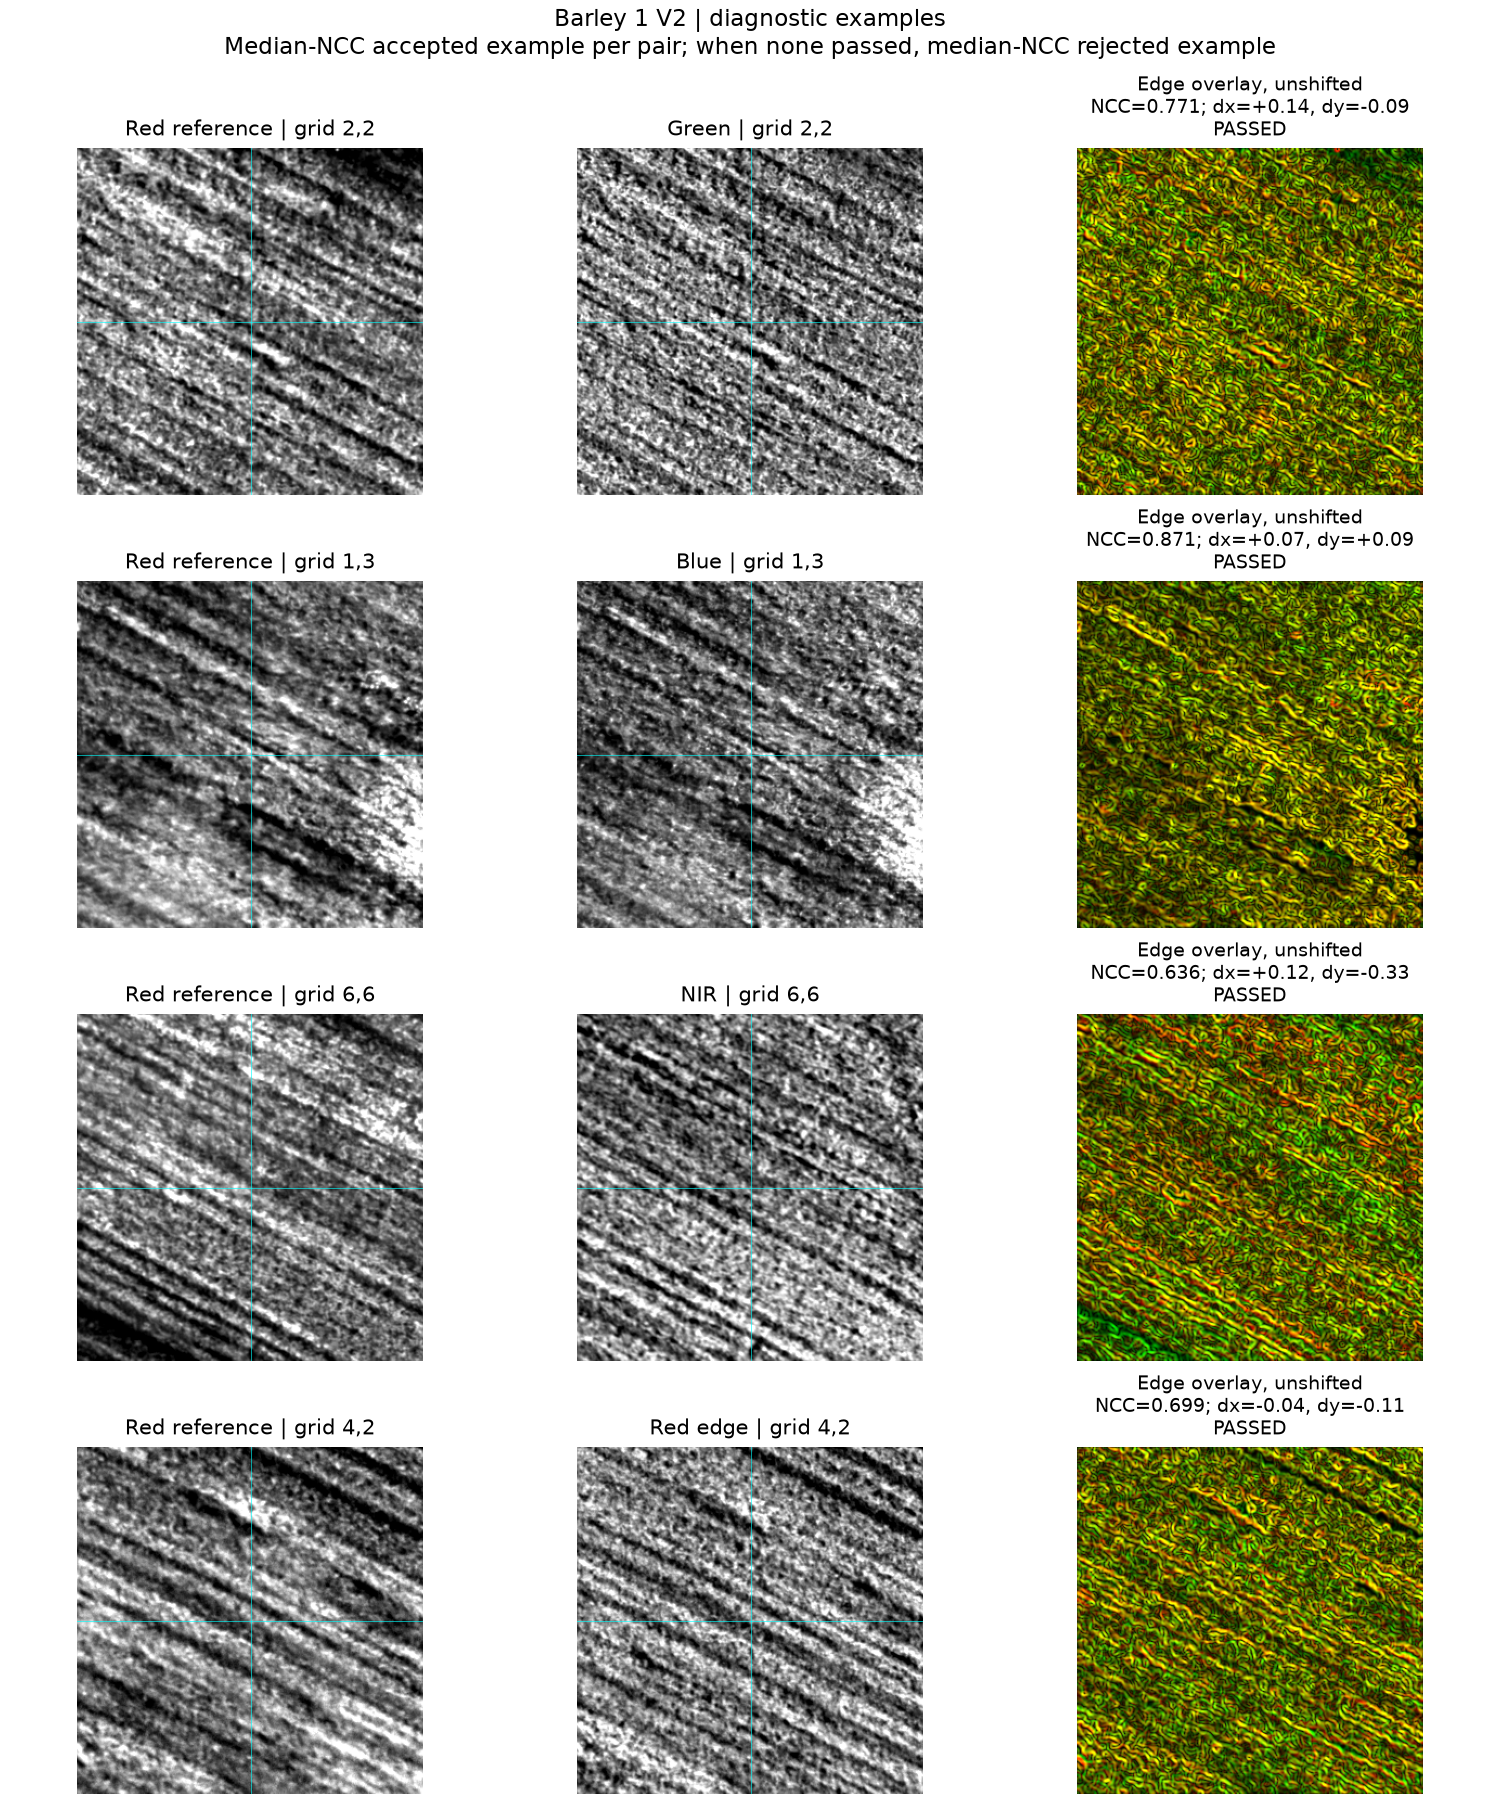 Barley 1 V2 | diagnostic examples
Median-NCC accepted example per pair; when none passed, median-NCC rejected example
Red reference | grid 2,2
Green | grid 2,2
Edge overlay, unshifted
NCC=0.771; dx=+0.14, dy=-0.09
PASSED
Red reference | grid 1,3
Blue | grid 1,3
Edge overlay, unshifted
NCC=0.871; dx=+0.07, dy=+0.09
PASSED
Red reference | grid 6,6
NIR | grid 6,6
Edge overlay, unshifted
NCC=0.636; dx=+0.12, dy=-0.33
PASSED
Red reference | grid 4,2
Red edge | grid 4,2
Edge overlay, unshifted
NCC=0.699; dx=-0.04, dy=-0.11
PASSED